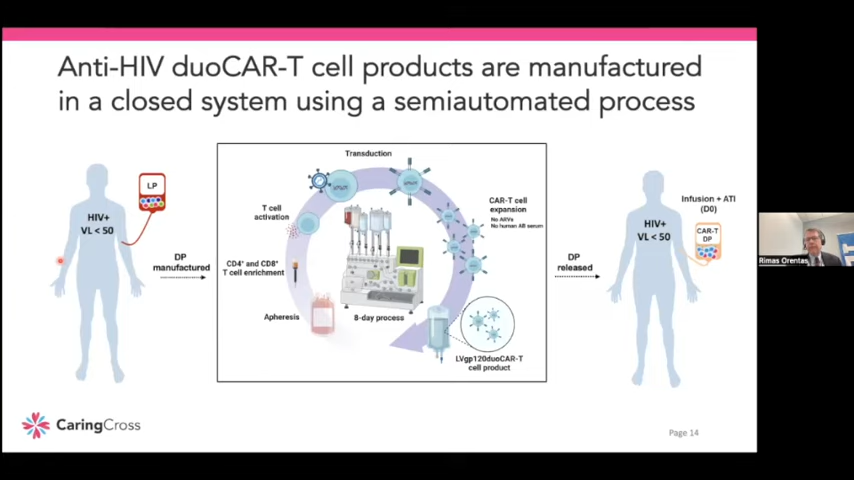 Anti-HIV duoCAR-T cell products are manufactured
in a closed system using a semiautomated process
LP
HIV+
VL < 50
DP
manufactured
Transduction
T cell
activation
CD4+ and CD8+
T cell enrichment
Apheresis
8-day process
CAR-T cell
expansion
No ARVs
No human AB serum
LVgp120duoCAR-T
cell product
DP
released
HIV+
VL < 50
Infusion + ATI
(D0)
CAR-T
DP
Rimas Orentas
CaringCross
Page 14